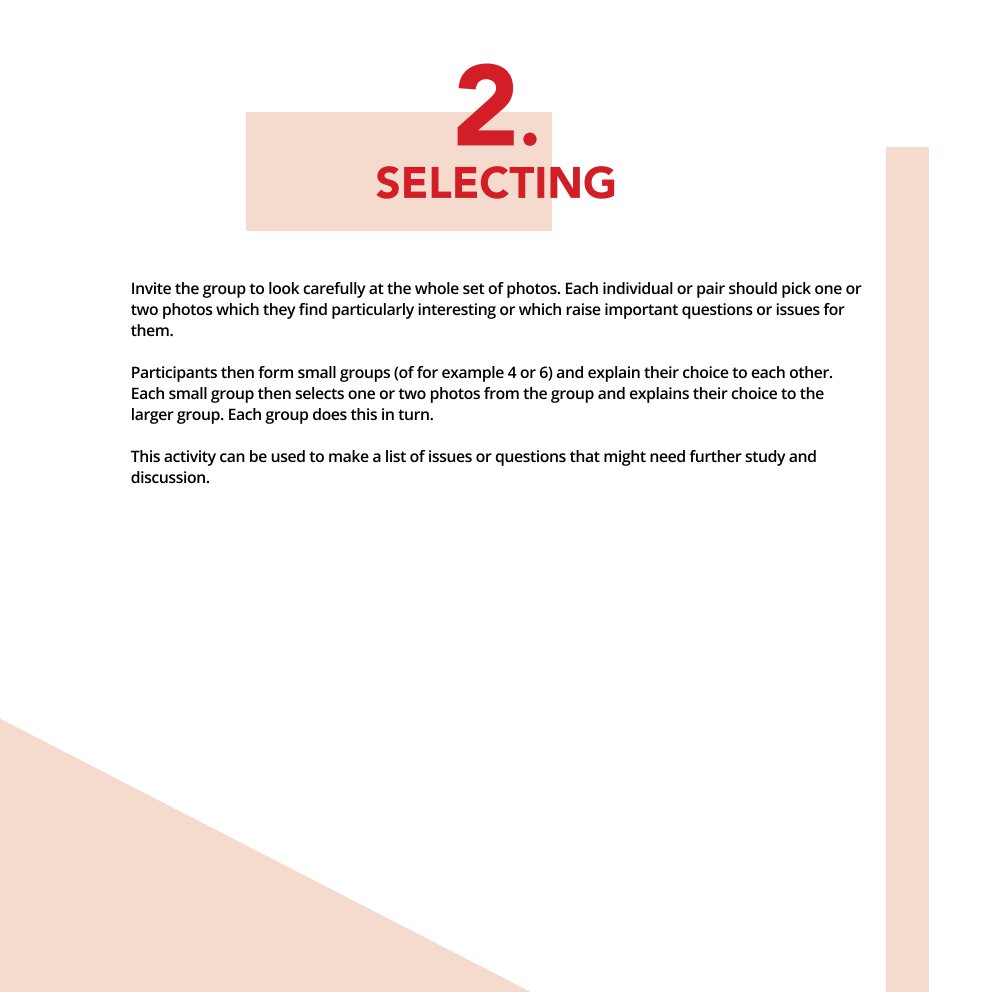 2.
SELECTING
Invite the group to look carefully at the whole set of photos. Each individual or pair should pick one or
two photos which they find particularly interesting or which raise important questions or issues for
them.
Participants then form small groups (of for example 4 or 6) and explain their choice to each other.
Each small group then selects one or two photos from the group and explains their choice to the
larger group. Each group does this in turn.
This activity can be used to make a list of issues or questions that might need further study and
discussion.